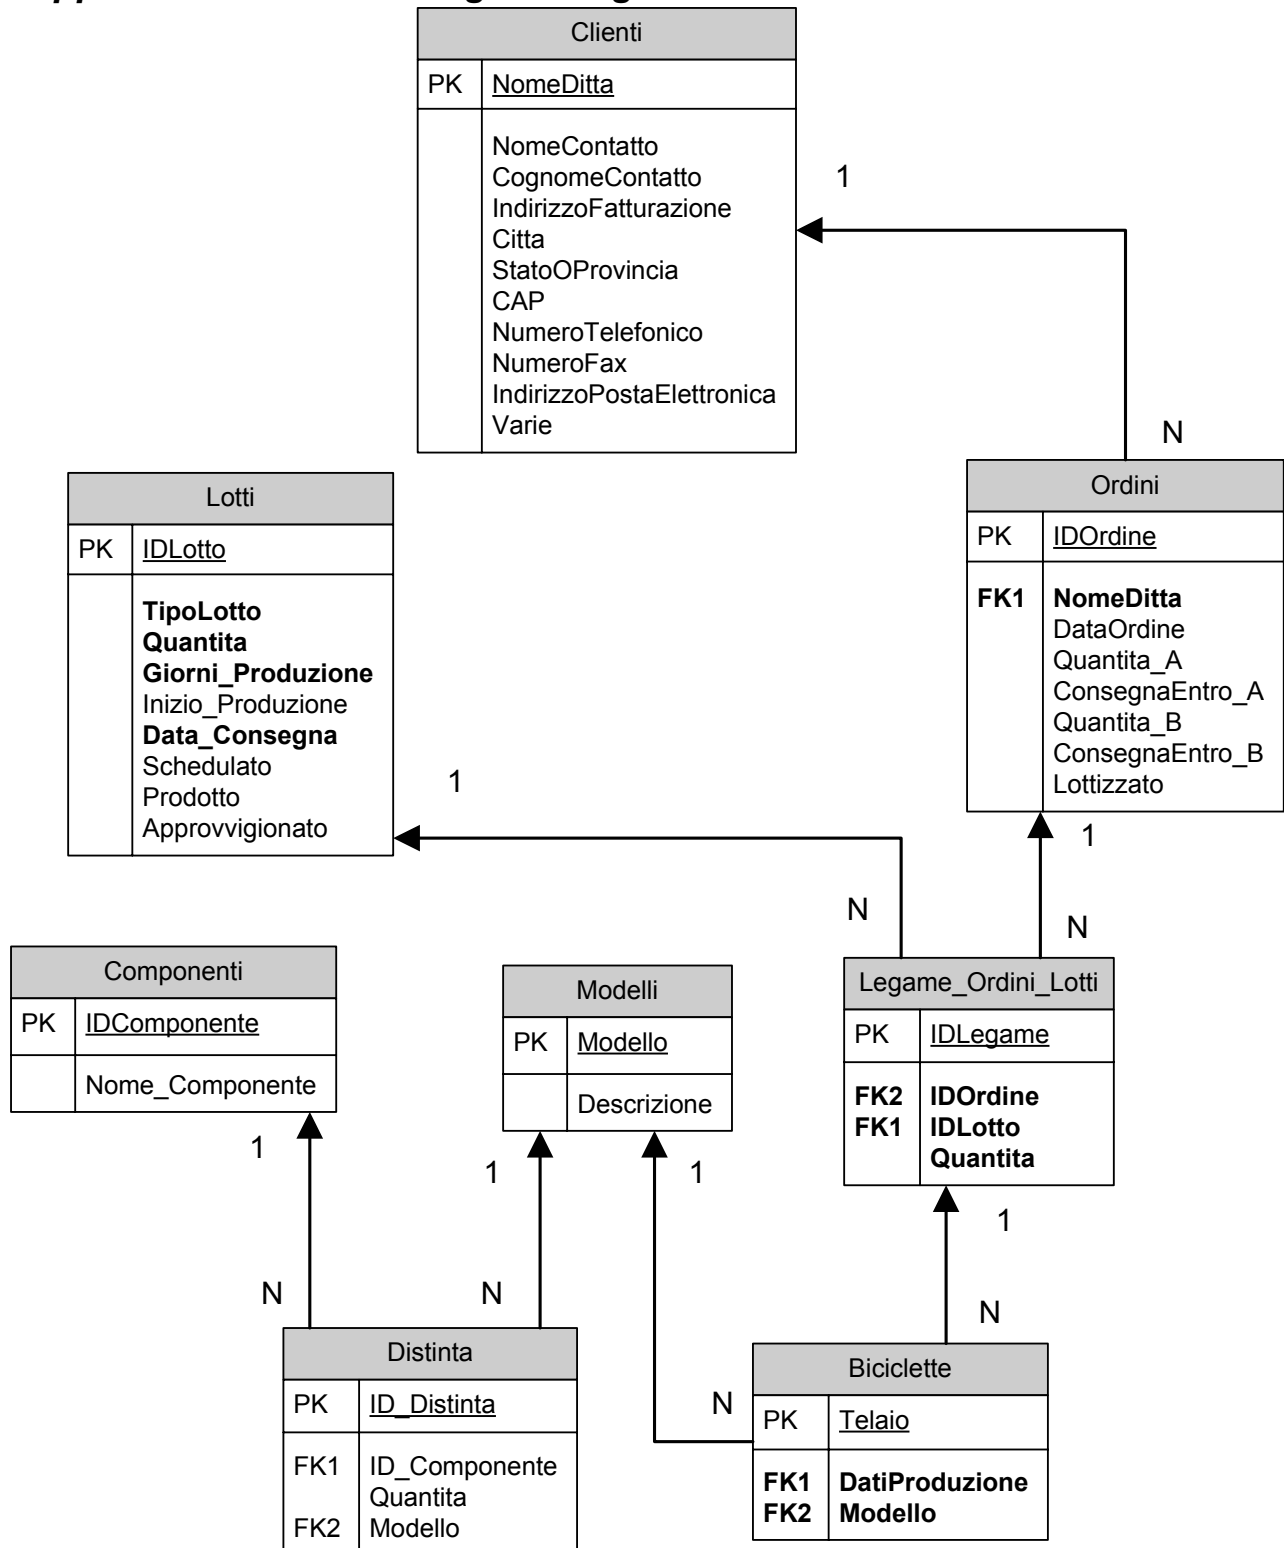 Clienti
PK NomeDitta
NomeContatto
CognomeContatto
IndirizzoFatturazione
Citta
StatoOProvincia
CAP
NumeroTelefonico
NumeroFax
IndirizzoPostaElettronica
Varie
1
N
Lotti
PK IDLotto
TipoLotto
Quantita
Giorni_Produzione
Inizio_Produzione
Data_Consegna
Schedulato
Prodotto
Approvvigionato
1
Ordini
PK IDOrdine
FK1 NomeDitta
DataOrdine
Quantita_A
ConsegnaEntro_A
Quantita_B
ConsegnaEntro_B
Lottizzato
1
N
N
Componenti
PK IDComponente
Nome_Componente
1
Modelli
PK Modello
Descrizione
1
1
Legame_Ordini_Lotti
PK IDLegame
FK2 IDOrdine
FK1 IDLotto
Quantita
1
N
N
N
Distinta
PK ID_Distinta
FK1 ID_Componente
Quantita
FK2 Modello
N
Biciclette
PK Telaio
FK1 DatiProduzione
FK2 Modello